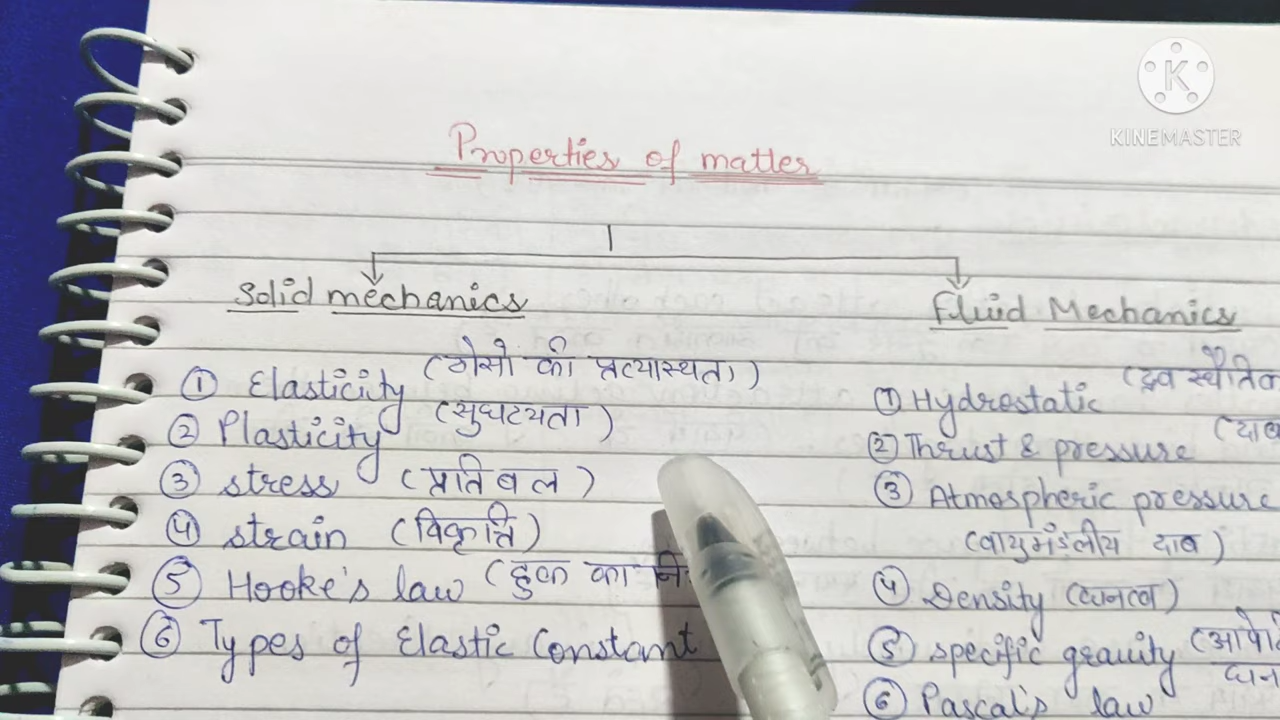 KINEMASTER
Properties of matter
Solid mechanics
① Elasticity (गैसो की प्रत्यास्थता)
② Plasticity (सुघटयता)
③ stress (प्रतिबल)
④ strain (विकृति)
⑤ Hooke's law (हुक का
⑥ Types of Elastic Constant
Fluid Mechanics
① Hydrostatic (द्रव
② Thrust & pressure
③ Atmospheric pressure
(वायुमंडलीय दाब)
④ Density (घनत्व)
⑤ specific gravity
⑥ Pascal's law